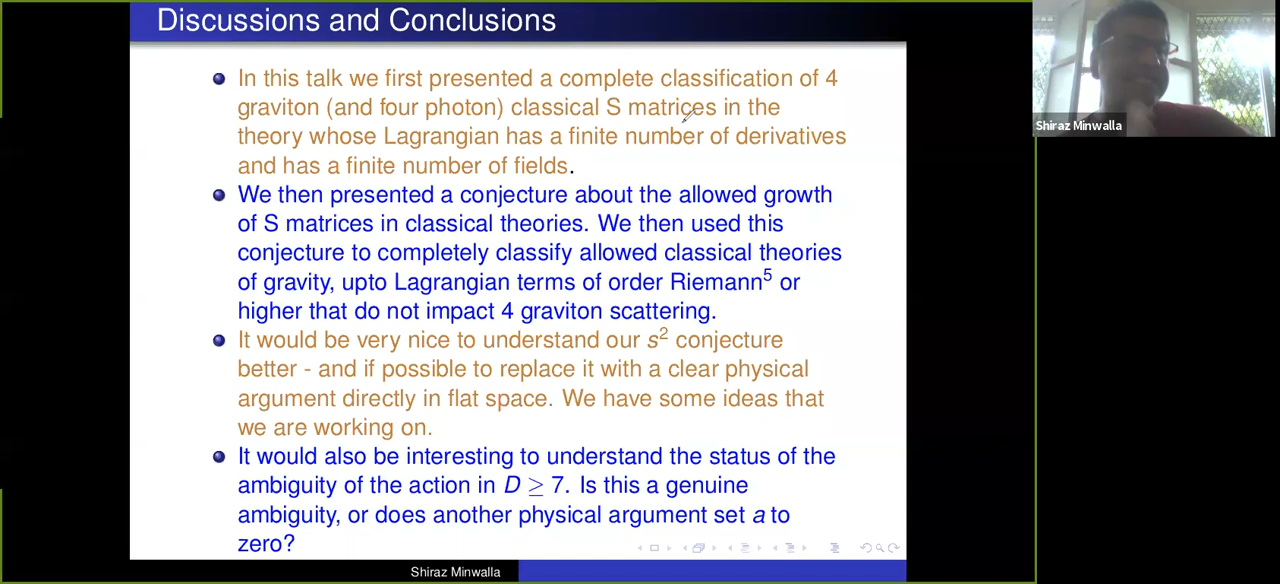 Discussions and Conclusions
In this talk we first presented a complete classification of 4
graviton (and four photon) classical S matrices in the
theory whose Lagrangian has a finite number of derivatives
and has a finite number of fields.
We then presented a conjecture about the allowed growth
of S matrices in classical theories. We then used this
conjecture to completely classify allowed classical theories
of gravity, upto Lagrangian terms of order Riemann⁵ or
higher that do not impact 4 graviton scattering.
It would be very nice to understand our s² conjecture
better - and if possible to replace it with a clear physical
argument directly in flat space. We have some ideas that
we are working on.
It would also be interesting to understand the status of the
ambiguity of the action in D ≥ 7. Is this a genuine
ambiguity, or does another physical argument set a to
zero?
Shiraz Minwalla
Shiraz Minwalla